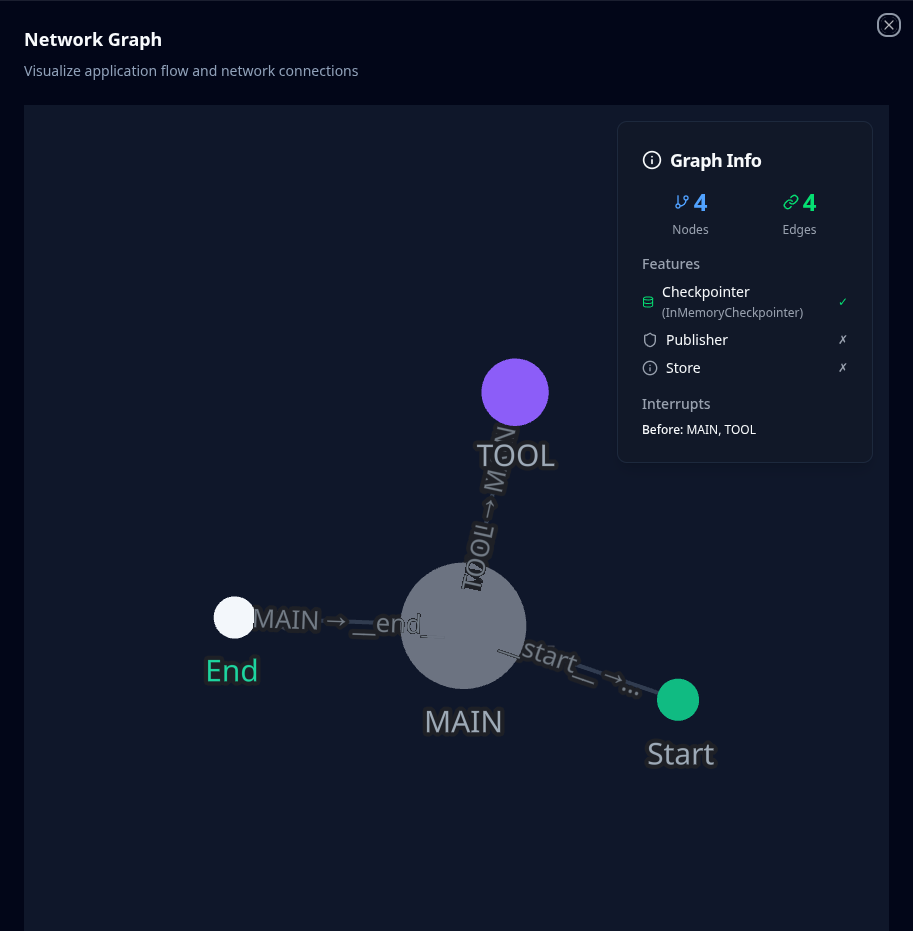 Network Graph
Visualize application flow and network connections
Graph Info
4
4
Nodes
Edges
Features
Checkpointer
(InMemoryCheckpointer)
✓
Publisher
✗
Store
✗
Interrupts
Before: MAIN, TOOL
TOOL
TOOL → MAIN
MAIN → __end_
__start__ →...
End
MAIN
Start